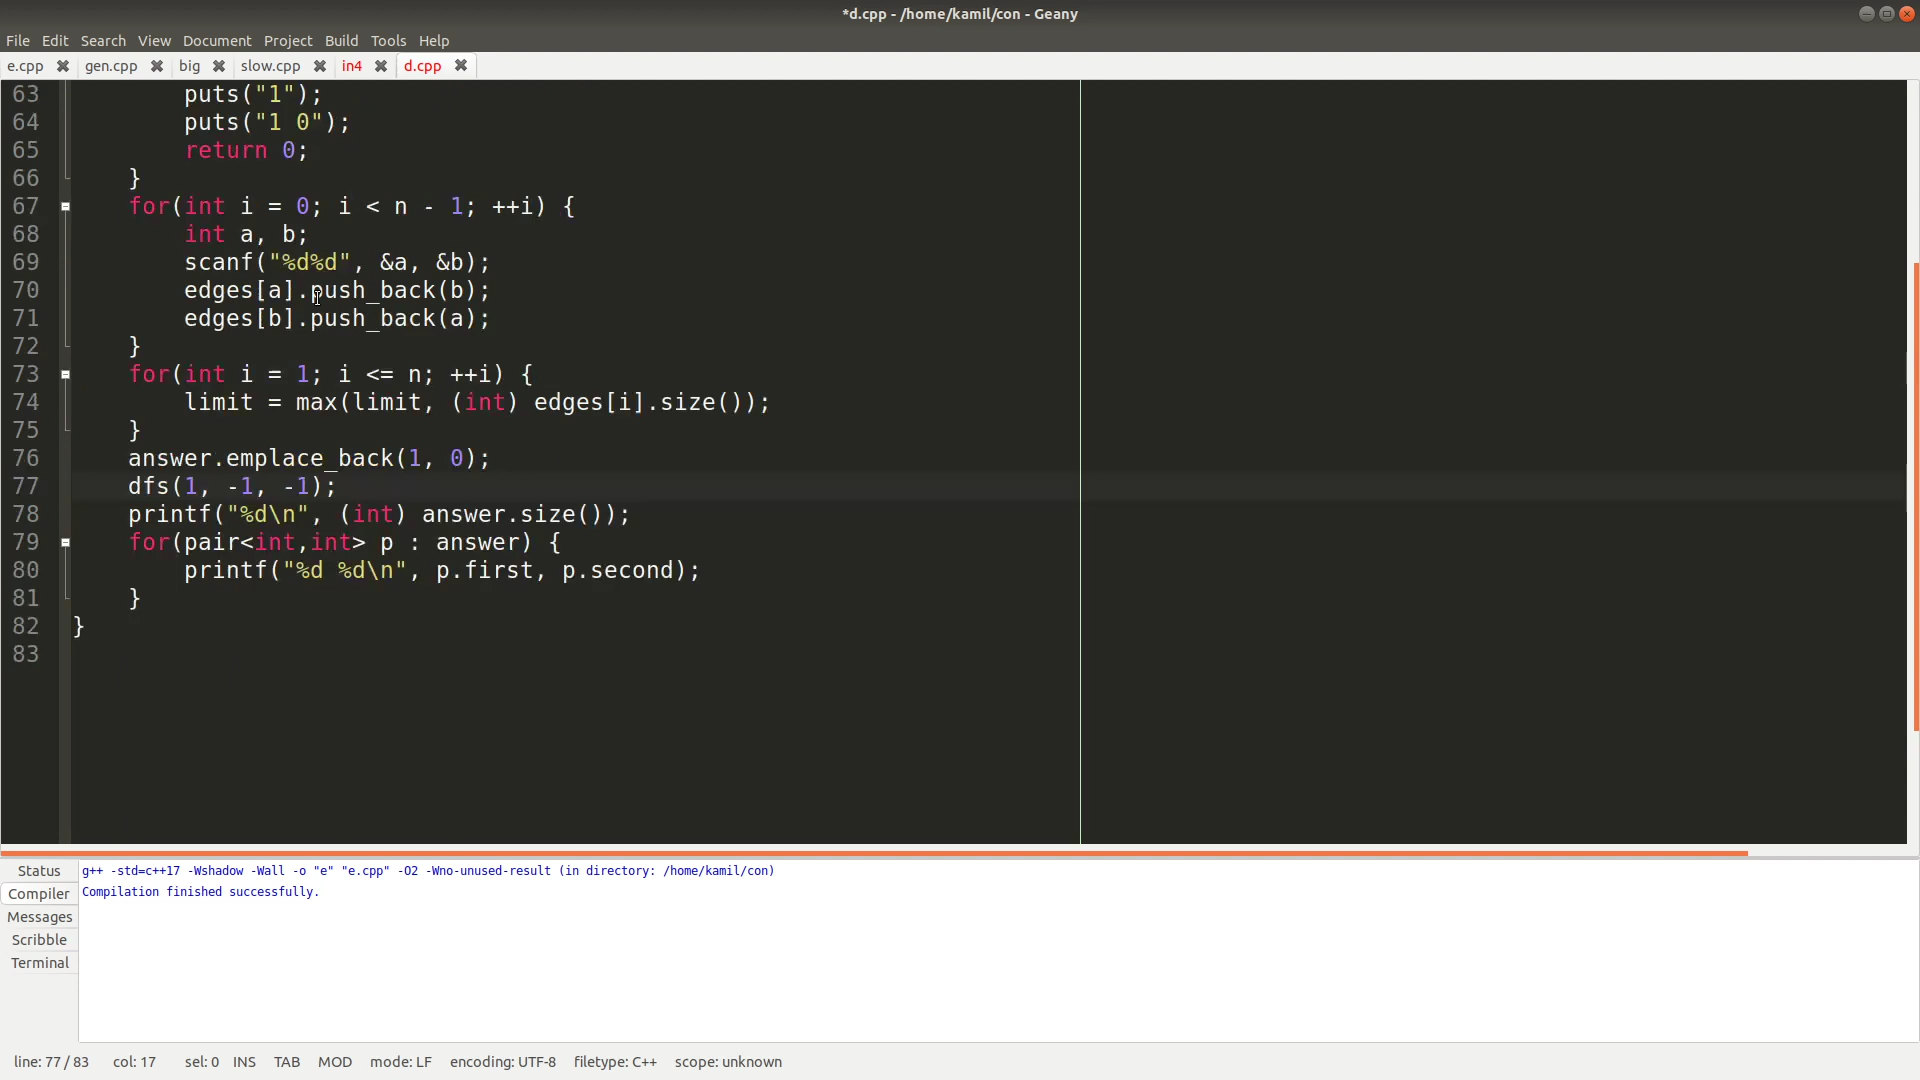 *d.cpp - /home/kamil/con - Geany
File Edit Search View Document Project Build Tools Help
e.cpp gen.cpp big slow.cpp in4 d.cpp
63 puts("1");
64 puts("1 0");
65 return 0;
66 }
67 for(int i = 0; i < n - 1; ++i) {
68 int a, b;
69 scanf("%d%d", &a, &b);
70 edges[a].push_back(b);
71 edges[b].push_back(a);
72 }
73 for(int i = 1; i <= n; ++i) {
74 limit = max(limit, (int) edges[i].size());
75 }
76 answer.emplace_back(1, 0);
77 dfs(1, -1, -1);
78 printf("%d\n", (int) answer.size());
79 for(pair<int,int> p : answer) {
80 printf("%d %d\n", p.first, p.second);
81 }
82 }
83
Status
Compiler
Messages
Scribble
Terminal
g++ -std=c++17 -Wshadow -Wall -o "e" "e.cpp" -O2 -Wno-unused-result (in directory: /home/kamil/con)
Compilation finished successfully.
line: 77 / 83 col: 17 sel: 0 INS TAB MOD mode: LF encoding: UTF-8 filetype: C++ scope: unknown